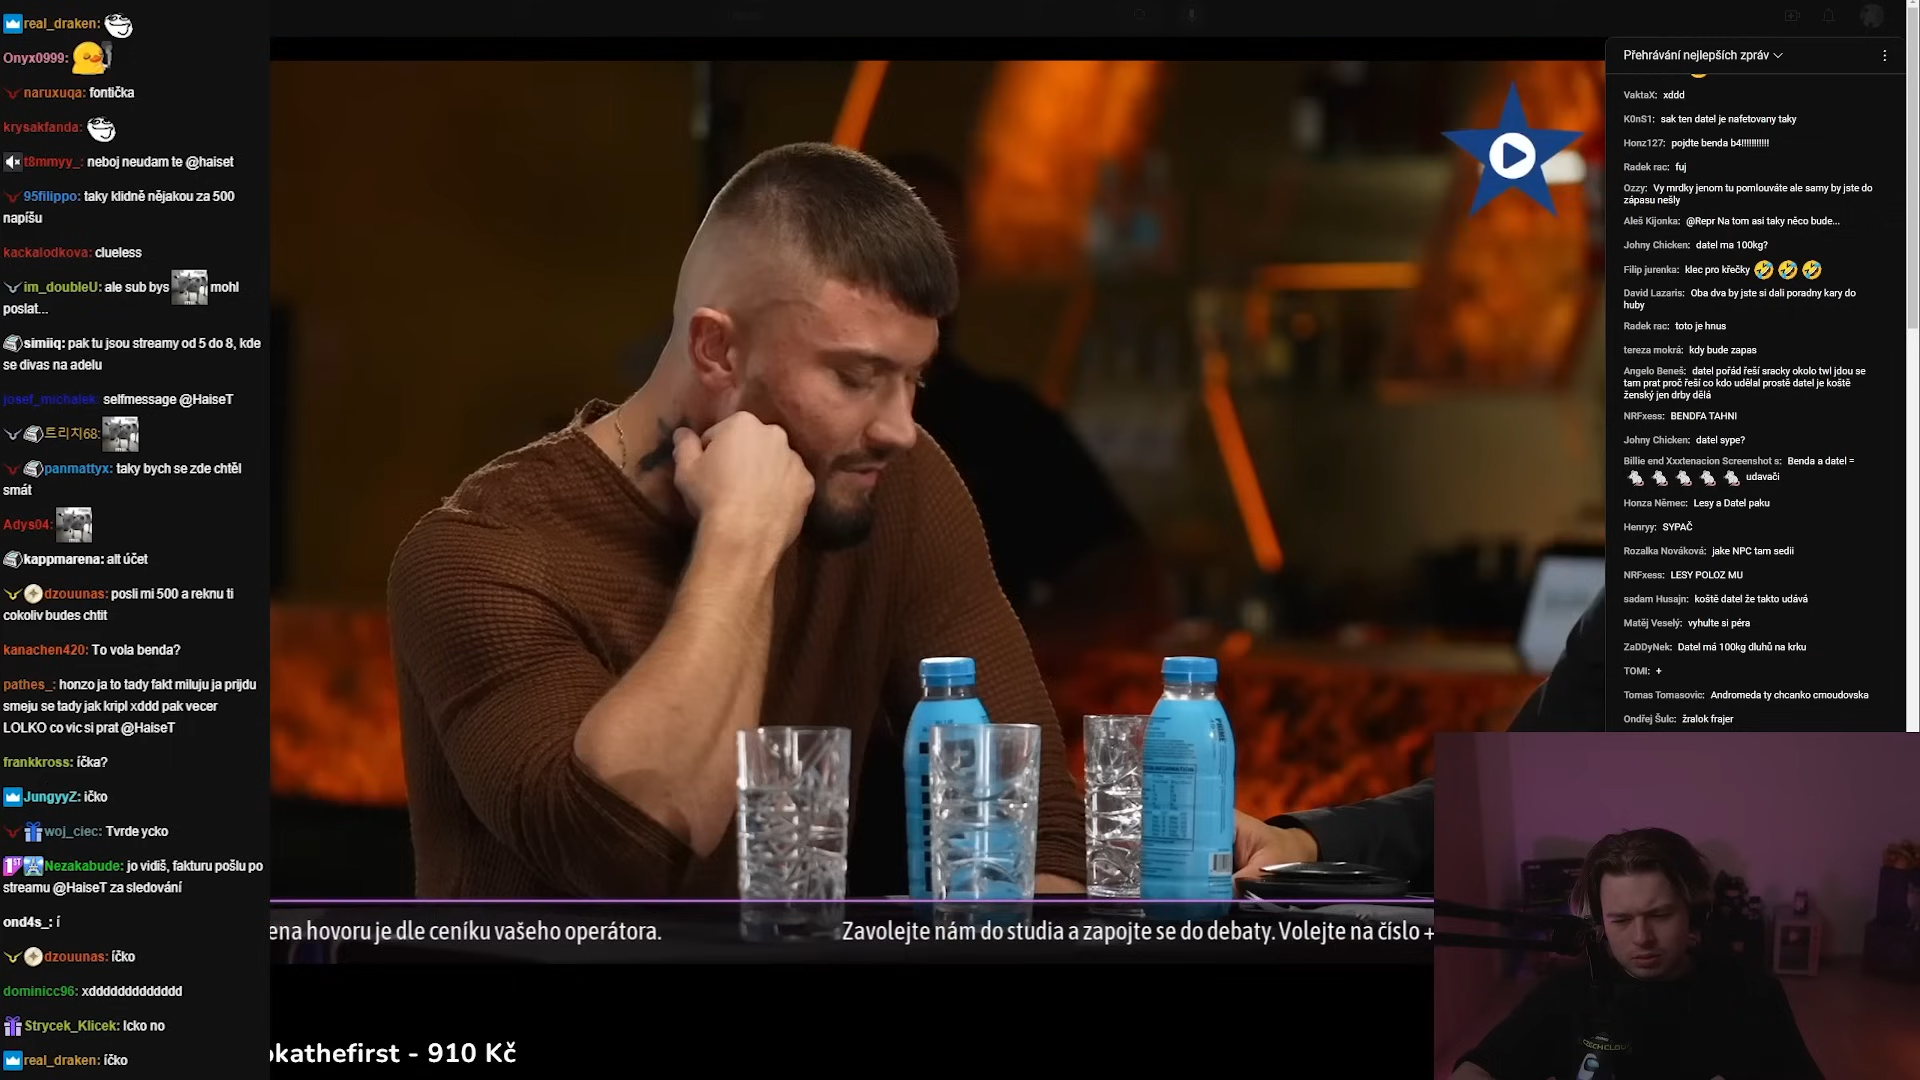 real_draken:
Onyx0999:
naruxuqa: fontička
krysakfanda:
t8mmyy_: neboj neudam te @haiset
95filippo: taky klidně nějakou za 500
napíšu
kackalodkova: clueless
im_doubleU: ale sub bys mohl
poslat...
simiiq: pak tu jsou streamy od 5 do 8, kde
se divas na adelu
josef_michalek: selfmessage @HaiseT
트리치68:
panmattyx: taky bych se zde chtěl
smát
Adys04:
kappmarena: alt účet
dzouunas: posli mi 500 a reknu ti
cokoliv budes chtit
kanachen420: To vola benda?
pathes_: honzo ja to tady fakt miluju ja prijdu
smeju se tady jak kripl xddd pak vecer
LOLKO co vic si prat @HaiseT
frankkross: íčka?
JungyyZ: ičko
woj_ciec: Tvrde ycko
Nezakabude: jo vidiš, fakturu pošlu po
streamu @HaiseT za sledování
ond4s_: í
dzouunas: íčko
dominicc96: xdddddddddddd
Strycek_Klicek: Icko no
real_draken: íčko
Přehrávání nejlepších zpráv
VaktaX: xddd
K0nS1: sak ten datel je nafetovany taky
Honz127: pojdte benda b4!!!!!!!!!!!
Radek rac: fuj
Ozzy: Vy mrdky jenom tu pomlouváte ale samy by jste do
zápasu nešly
Aleš Kijonka: @Repr Na tom asi taky něco bude...
Johny Chicken: datel ma 100kg?
Filip jurenka: klec pro křečky 🤣 🤣 🤣
David Lazaris: Oba dva by jste si dali poradny kary do
huby
Radek rac: toto je hnus
tereza mokrá: kdy bude zapas
Angelo Beneš: datel pořád řeší sracky okolo twl jdou se
tam prat proč řeší co kdo udělal prostě datel je koště
ženský jen drby dělá
NRFxess: BENDFA TAHNI
Johny Chicken: datel sype?
Billie end Xxxtenacion Screenshot s: Benda a datel =
🐁 🐁 🐁 🐁 🐁 udavači
Honza Němec: Lesy a Datel paku
Henryy: SYPAČ
Rozalka Nováková: jake NPC tam sedii
NRFxess: LESY POLOZ MU
sadam Husajn: koště datel že takto udává
Matěj Veselý: vyhulte si péra
ZaDDyNek: Datel má 100kg dluhů na krku
TOMI: +
Tomas Tomasovic: Andromeda ty chcanko cmoudovska
Ondřej Šulc: žralok frajer
ena hovoru je dle ceníku vašeho operátora. Zavolejte nám do studia a zapojte se do debaty. Volejte na číslo +
okathefirst - 910 Kč